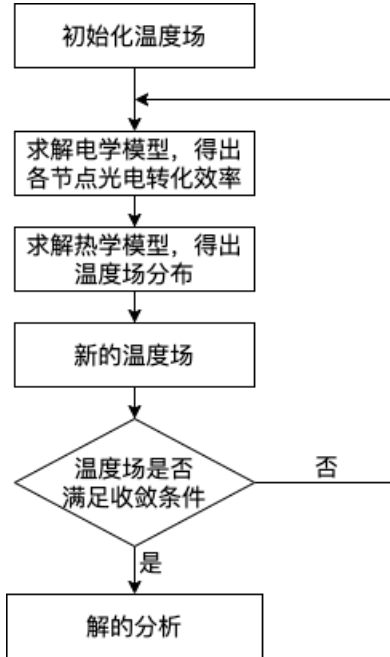 初始化温度场
求解电学模型，得出
各节点光电转化效率
求解热学模型，得出
温度场分布
新的温度场
温度场是否
满足收敛条件
否
是
解的分析